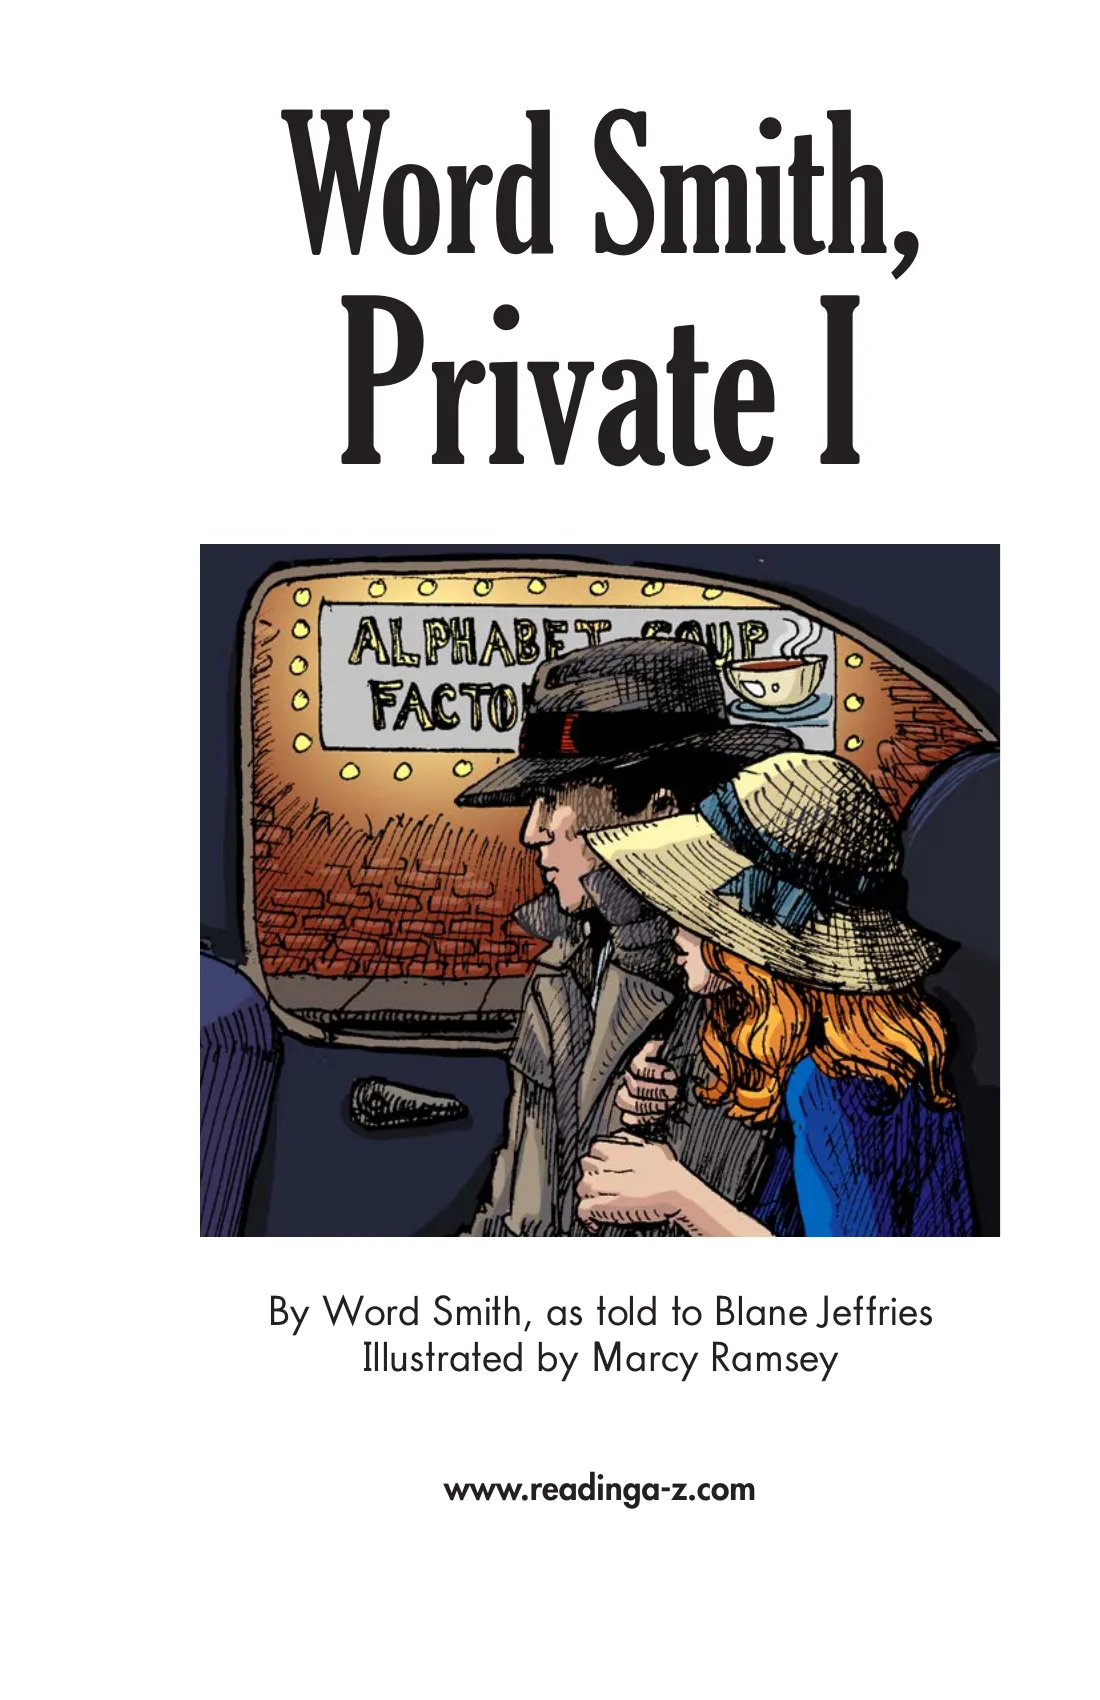 Word Smith,
Private I
ALPHABET SOUP
FACTO
By Word Smith, as told to Blane Jeffries
Illustrated by Marcy Ramsey
www.readinga-z.com